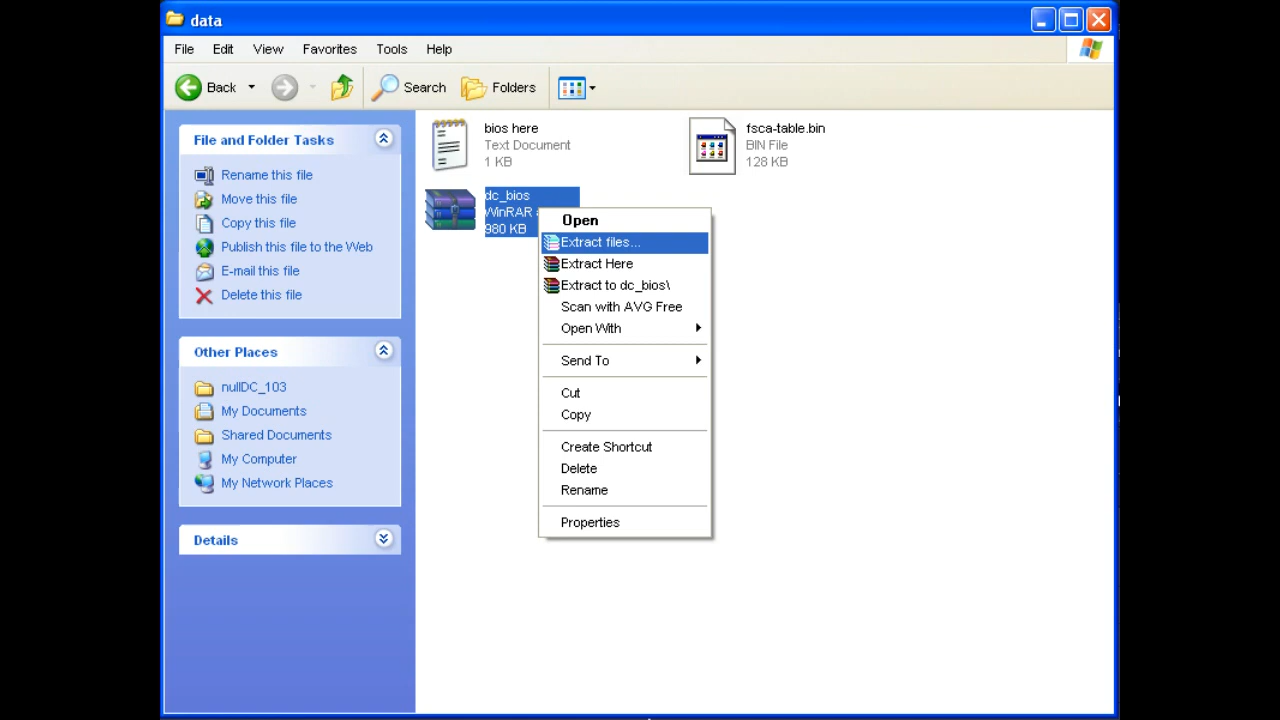 data
File Edit View Favorites Tools Help
Back Search Folders
File and Folder Tasks
Rename this file
Move this file
Copy this file
Publish this file to the Web
E-mail this file
Delete this file
Other Places
nullDC_103
My Documents
Shared Documents
My Computer
My Network Places
Details
bios here
Text Document
1 KB
fsca-table.bin
BIN File
128 KB
dc_bios
WinRAR
980 KB
Open
Extract files...
Extract Here
Extract to dc_bios\
Scan with AVG Free
Open With
Send To
Cut
Copy
Create Shortcut
Delete
Rename
Properties